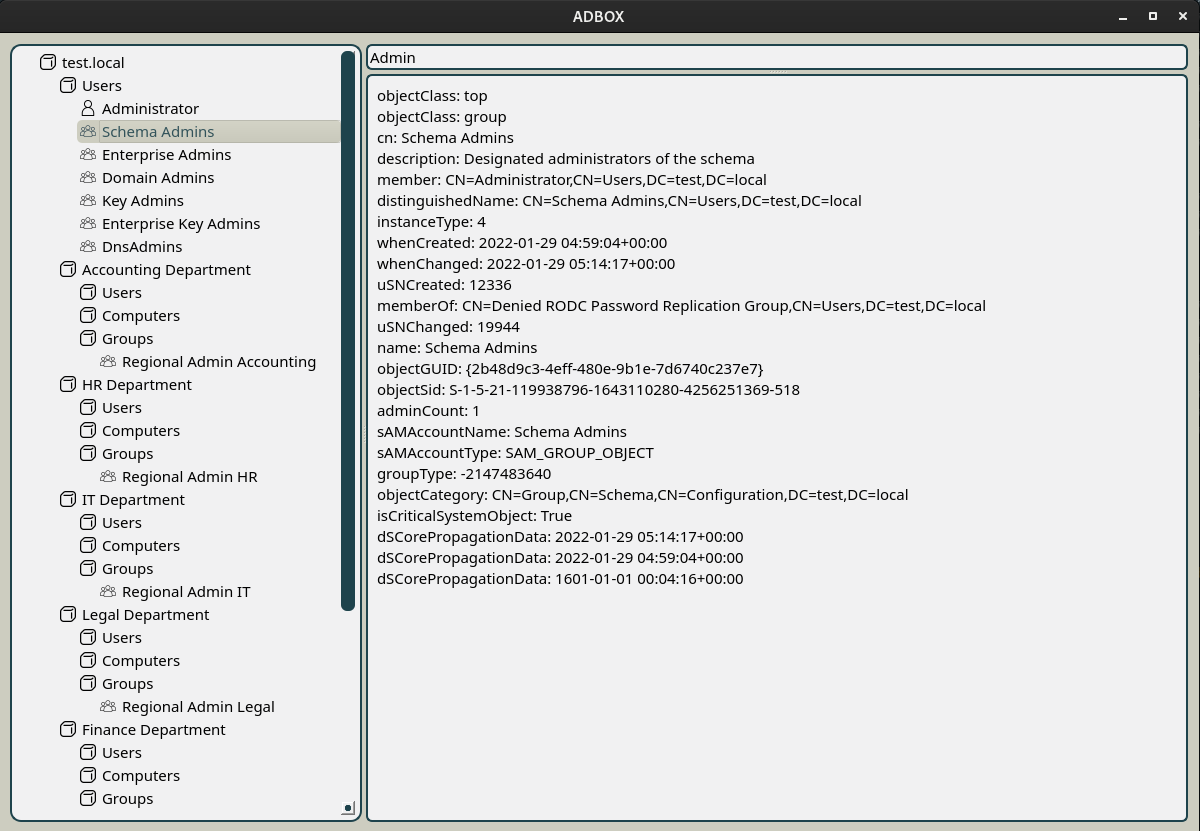 ADBOX
test.local
Users
Administrator
Schema Admins
Enterprise Admins
Domain Admins
Key Admins
Enterprise Key Admins
DnsAdmins
Accounting Department
Users
Computers
Groups
Regional Admin Accounting
HR Department
Users
Computers
Groups
Regional Admin HR
IT Department
Users
Computers
Groups
Regional Admin IT
Legal Department
Users
Computers
Groups
Regional Admin Legal
Finance Department
Users
Computers
Groups
Admin
objectClass: top
objectClass: group
cn: Schema Admins
description: Designated administrators of the schema
member: CN=Administrator,CN=Users,DC=test,DC=local
distinguishedName: CN=Schema Admins,CN=Users,DC=test,DC=local
instanceType: 4
whenCreated: 2022-01-29 04:59:04+00:00
whenChanged: 2022-01-29 05:14:17+00:00
uSNCreated: 12336
memberOf: CN=Denied RODC Password Replication Group,CN=Users,DC=test,DC=local
uSNChanged: 19944
name: Schema Admins
objectGUID: {2b48d9c3-4eff-480e-9b1e-7d6740c237e7}
objectSid: S-1-5-21-119938796-1643110280-4256251369-518
adminCount: 1
sAMAccountName: Schema Admins
sAMAccountType: SAM_GROUP_OBJECT
groupType: -2147483640
objectCategory: CN=Group,CN=Schema,CN=Configuration,DC=test,DC=local
isCriticalSystemObject: True
dSCorePropagationData: 2022-01-29 05:14:17+00:00
dSCorePropagationData: 2022-01-29 04:59:04+00:00
dSCorePropagationData: 1601-01-01 00:04:16+00:00